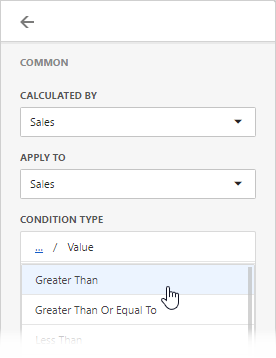 COMMON
CALCULATED BY
Sales
APPLY TO
Sales
CONDITION TYPE
... / Value
Greater Than
Greater Than Or Equal To
Less Than